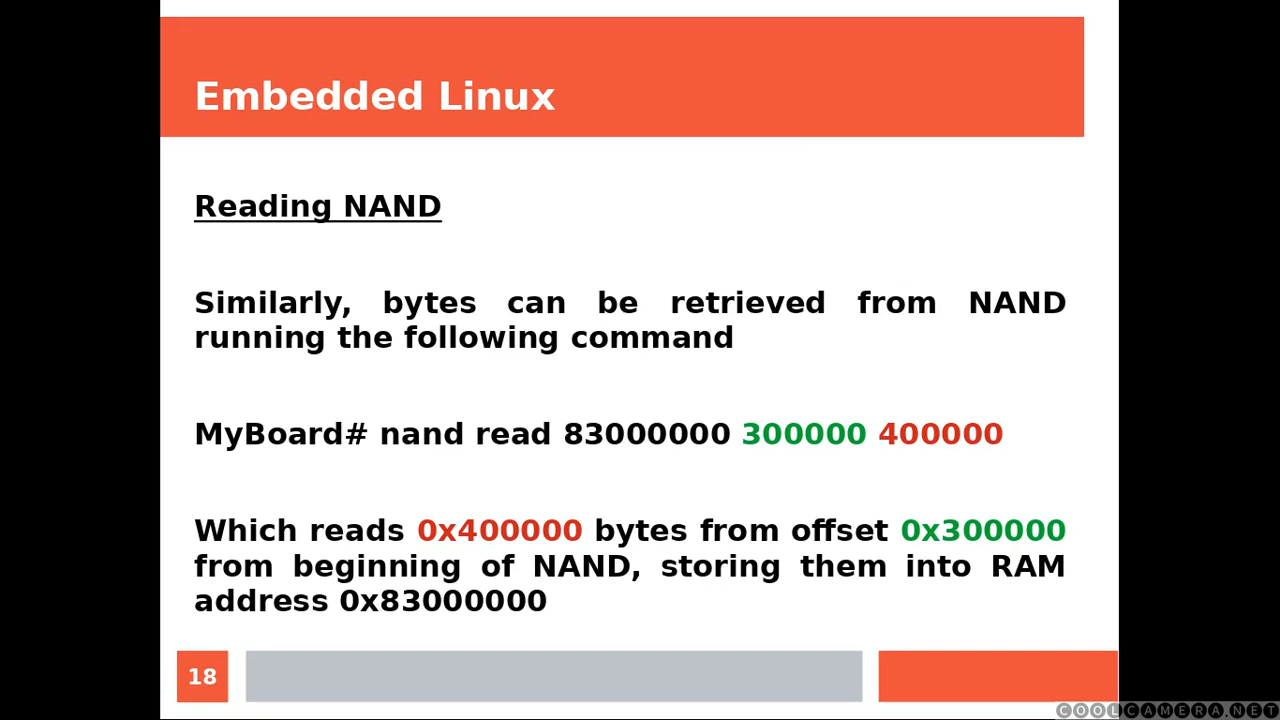 Embedded Linux
Reading NAND
Similarly, bytes can be retrieved from NAND
running the following command
MyBoard# nand read 83000000 300000 400000
Which reads 0x400000 bytes from offset 0x300000
from beginning of NAND, storing them into RAM
address 0x83000000
18
COOLCAMERA.NET